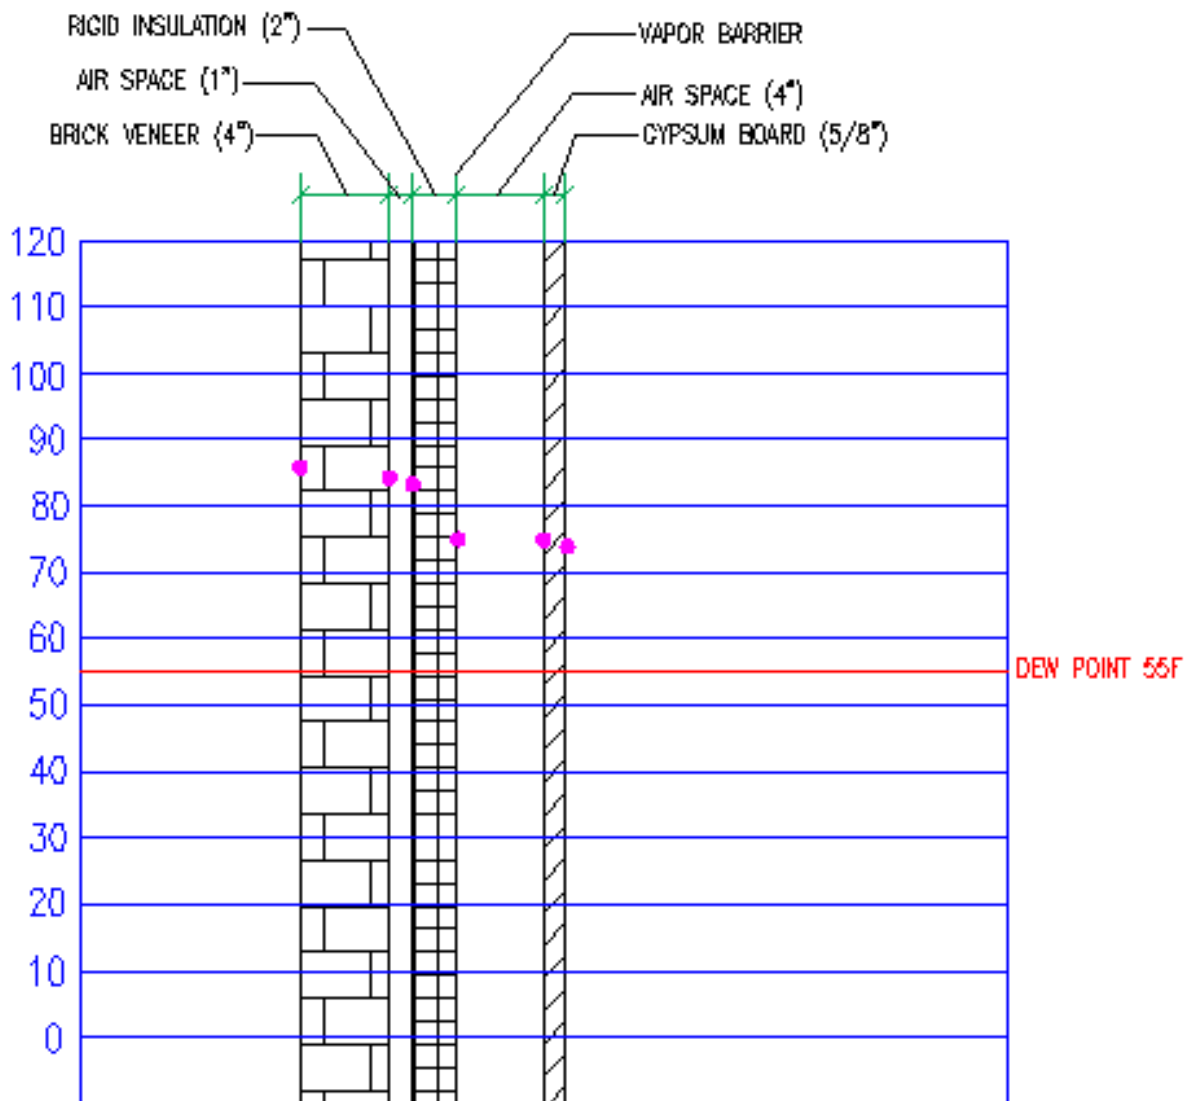 RIGID INSULATION (2")
VAPOR BARRIER
AIR SPACE (1")
AIR SPACE (4")
BRICK VENEER (4")
GYPSUM BOARD (5/8")
120
110
100
90
80
70
60
DEW POINT 55F
50
40
30
20
10
0